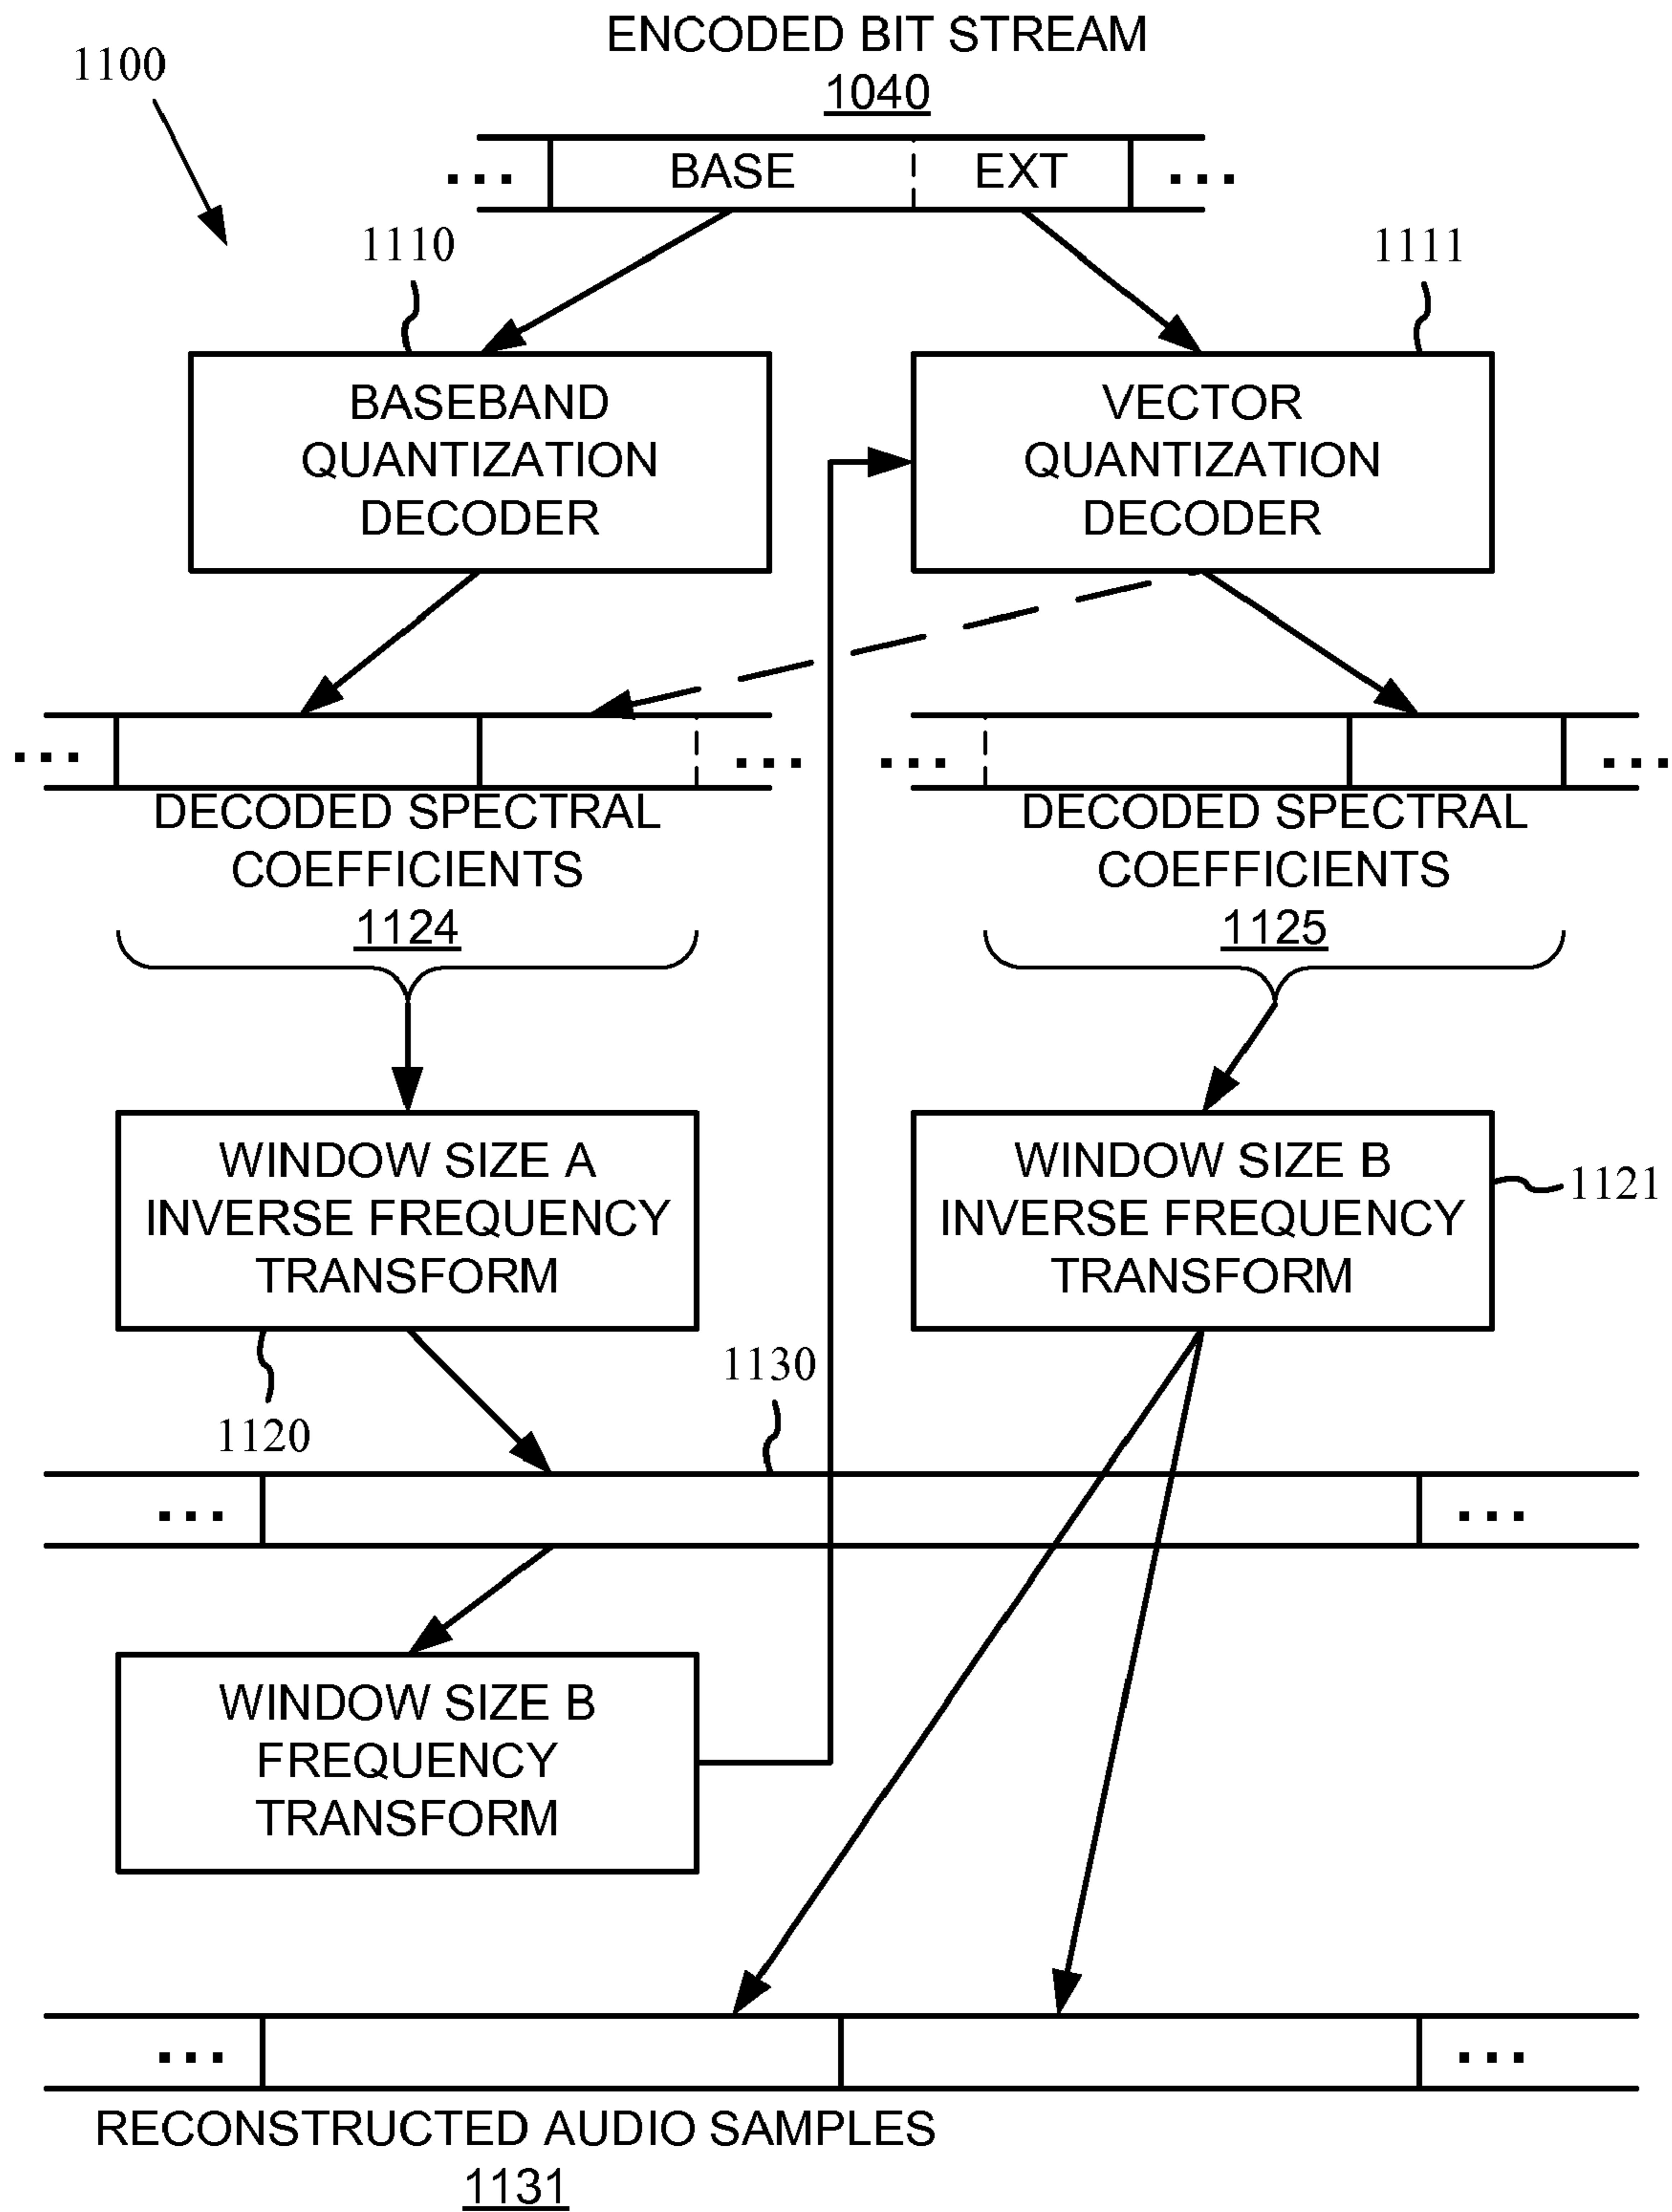 ENCODED BIT STREAM
1040
1100
... BASE EXT ...
1110
1111
BASEBAND
QUANTIZATION
DECODER
VECTOR
QUANTIZATION
DECODER
... ...
... ...
DECODED SPECTRAL
COEFFICIENTS
1124
DECODED SPECTRAL
COEFFICIENTS
1125
WINDOW SIZE A
INVERSE FREQUENCY
TRANSFORM
WINDOW SIZE B
INVERSE FREQUENCY
TRANSFORM
1121
1120
1130
... ...
WINDOW SIZE B
FREQUENCY
TRANSFORM
... ...
RECONSTRUCTED AUDIO SAMPLES
1131